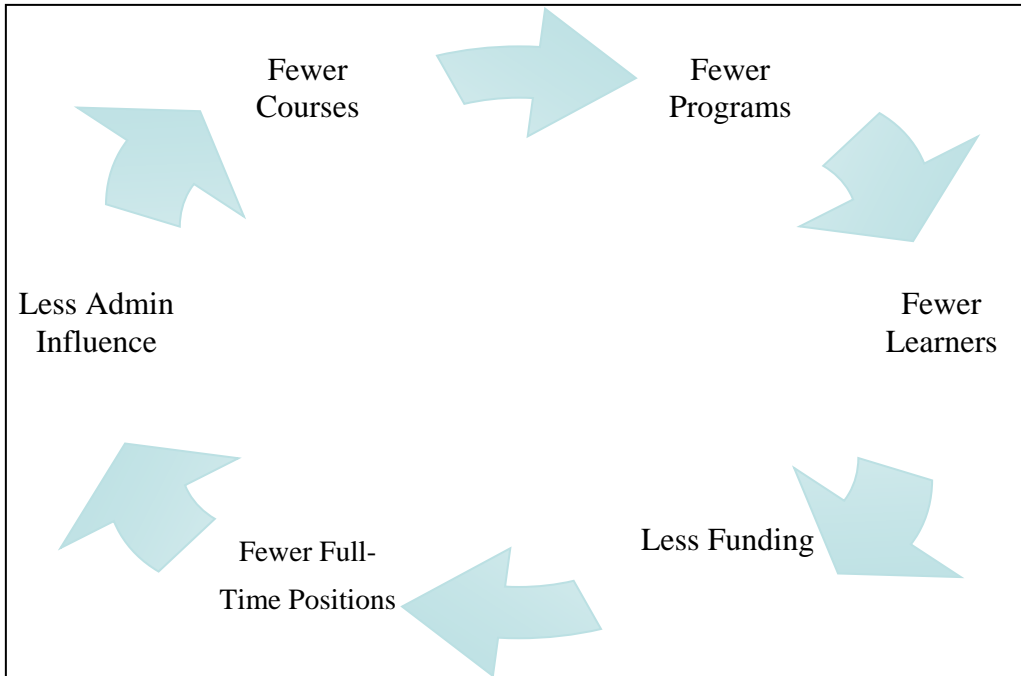 Fewer
Courses
Fewer
Programs
Fewer
Learners
Less Funding
Fewer Full-
Time Positions
Less Admin
Influence